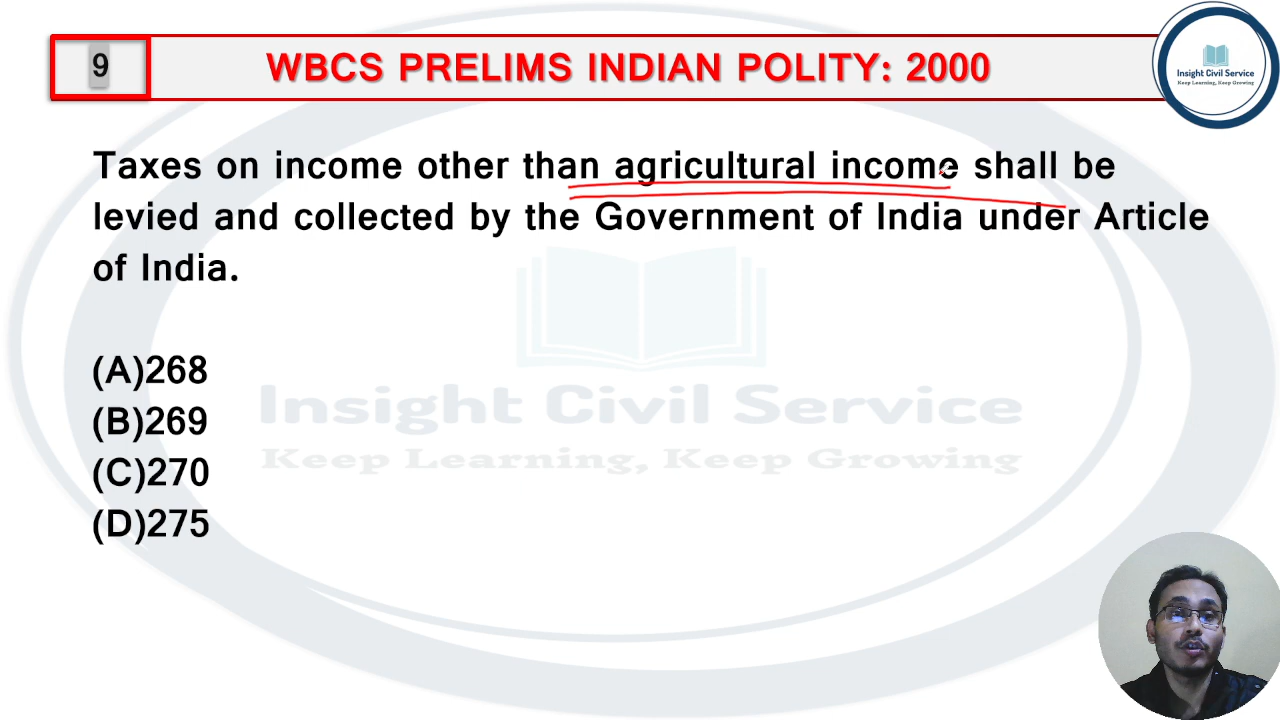 9
WBCS PRELIMS INDIAN POLITY: 2000
Insight Civil Service
Keep Learning, Keep Growing
Taxes on income other than agricultural income shall be
levied and collected by the Government of India under Article
of India.
(A)268
(B)269
(C)270
(D)275
Insight Civil Service
Keep Learning, Keep Growing